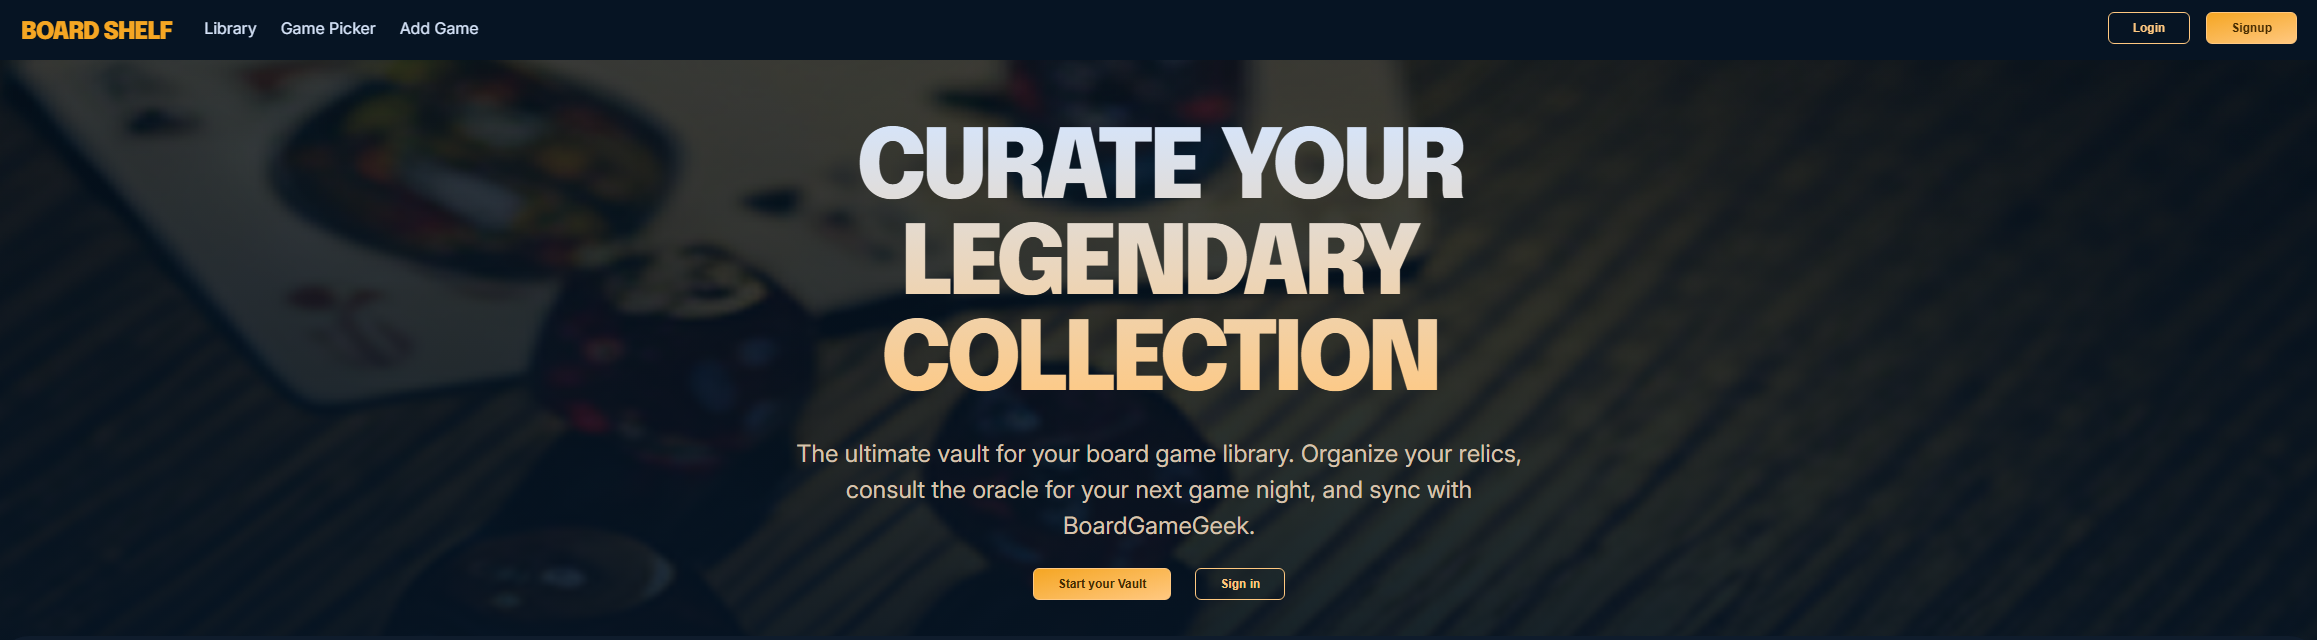 BOARD SHELF Library Game Picker Add Game Login Signup
CURATE YOUR
LEGENDARY
COLLECTION
The ultimate vault for your board game library. Organize your relics,
consult the oracle for your next game night, and sync with
BoardGameGeek.
Start your Vault Sign in